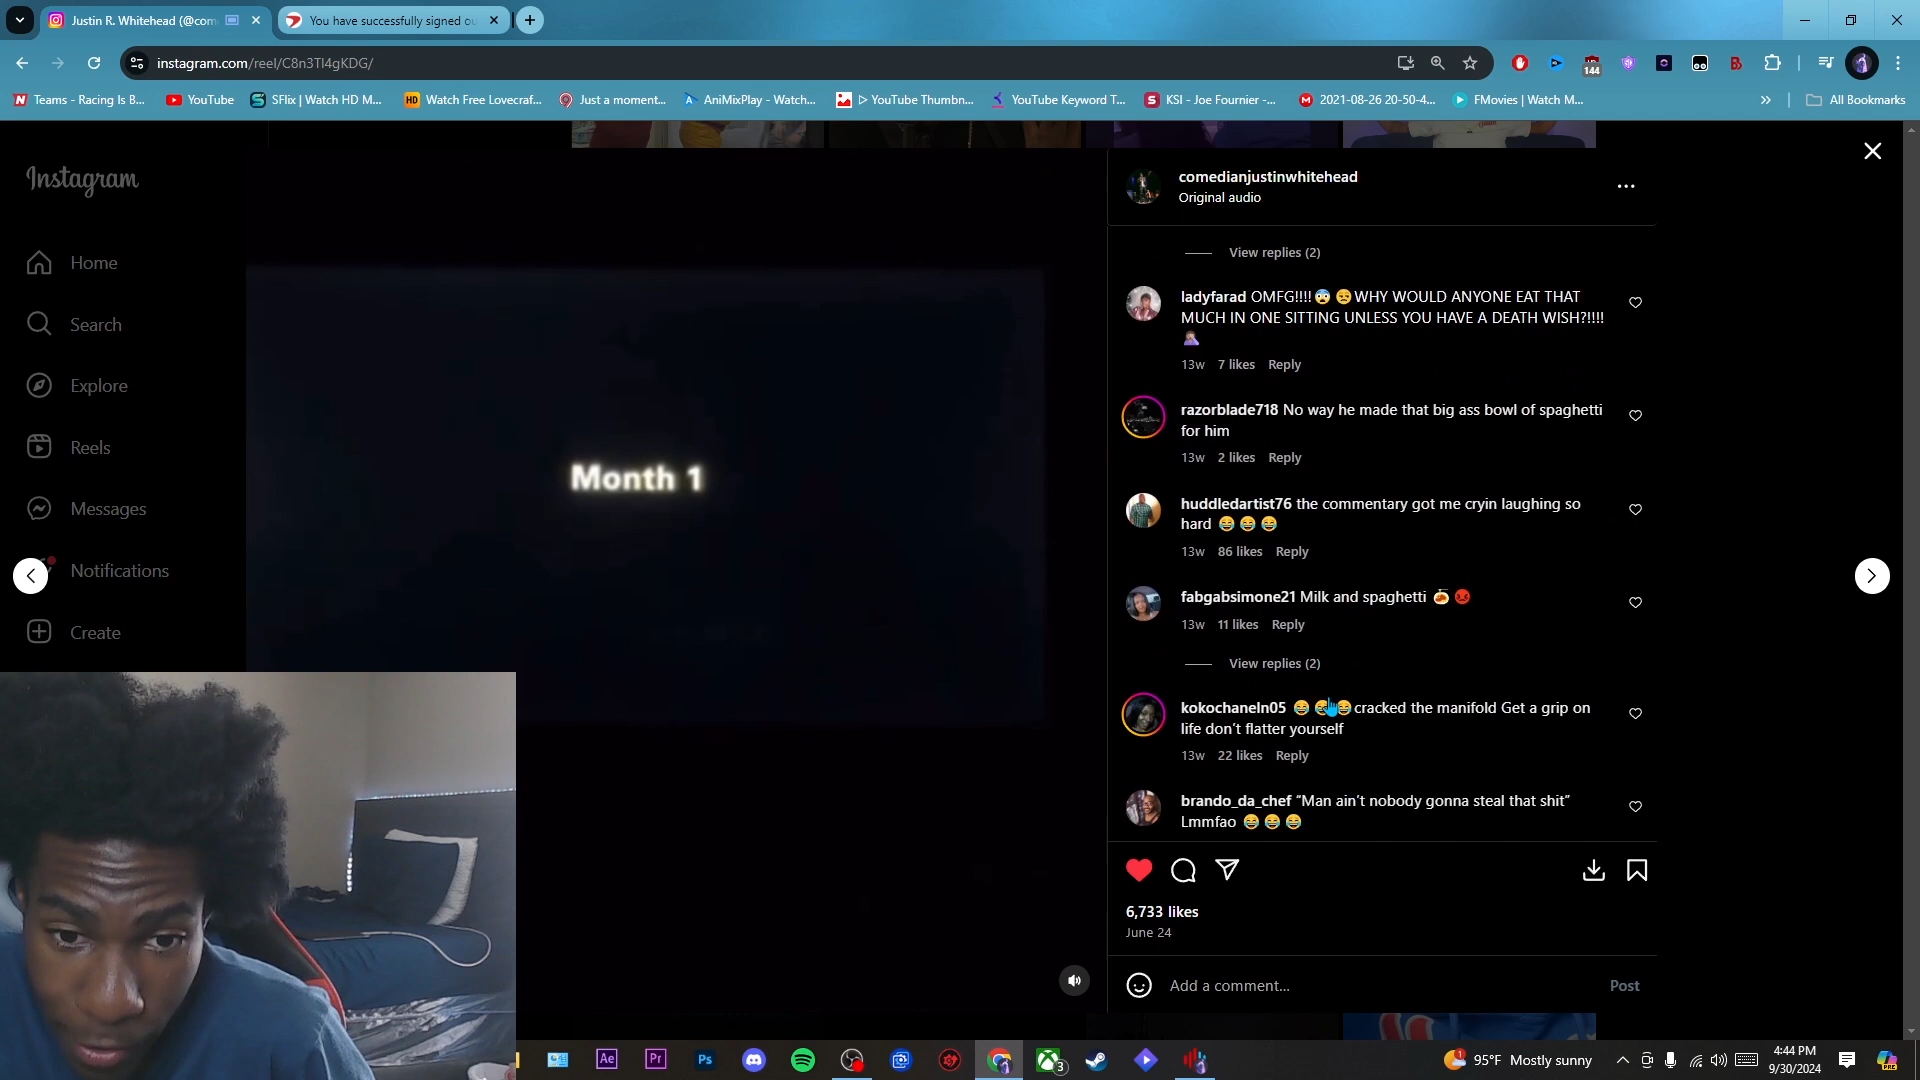 Justin R. Whitehead (@com
You have successfully signed ou
instagram.com/reel/C8n3Tl4gKDG/
144
Teams - Racing Is B...
YouTube
SFlix | Watch HD M...
HD
Watch Free Lovecraf...
Just a moment...
AniMixPlay - Watch...
▷ YouTube Thumbn...
YouTube Keyword T...
KSI - Joe Fournier -...
2021-08-26 20-50-4...
FMovies | Watch M...
All Bookmarks
Instagram
Home
Search
Explore
Reels
Messages
Notifications
Create
Month 1
comedianjustinwhitehead
Original audio
View replies (2)
ladyfarad OMFG!!!!😨 😒WHY WOULD ANYONE EAT THAT
MUCH IN ONE SITTING UNLESS YOU HAVE A DEATH WISH?!!!!
🤦🏽
13w 7 likes Reply
razorblade718 No way he made that big ass bowl of spaghetti
for him
13w 2 likes Reply
huddledartist76 the commentary got me cryin laughing so
hard 😂 😂 😂
13w 86 likes Reply
fabgabsimone21 Milk and spaghetti 🍝 😡
13w 11 likes Reply
View replies (2)
kokochaneln05 😂 😂 😂cracked the manifold Get a grip on
life don’t flatter yourself
13w 22 likes Reply
brando_da_chef “Man ain’t nobody gonna steal that shit”
Lmmfao 😂 😂 😂
6,733 likes
June 24
Add a comment...
Post
Ae
Pr
Ps
3
1
95°F Mostly sunny
4:44 PM
9/30/2024